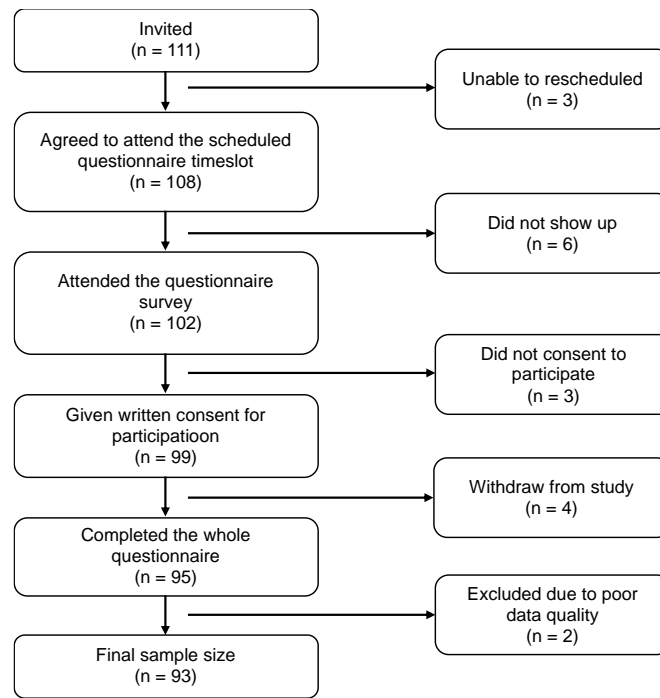 Invited
(n = 111)
Unable to rescheduled
(n = 3)
Agreed to attend the scheduled
questionnaire timeslot
(n = 108)
Did not show up
(n = 6)
Attended the questionnaire
survey
(n = 102)
Did not consent to
participate
(n = 3)
Given written consent for
participatioon
(n = 99)
Withdraw from study
(n = 4)
Completed the whole
questionnaire
(n = 95)
Excluded due to poor
data quality
(n = 2)
Final sample size
(n = 93)